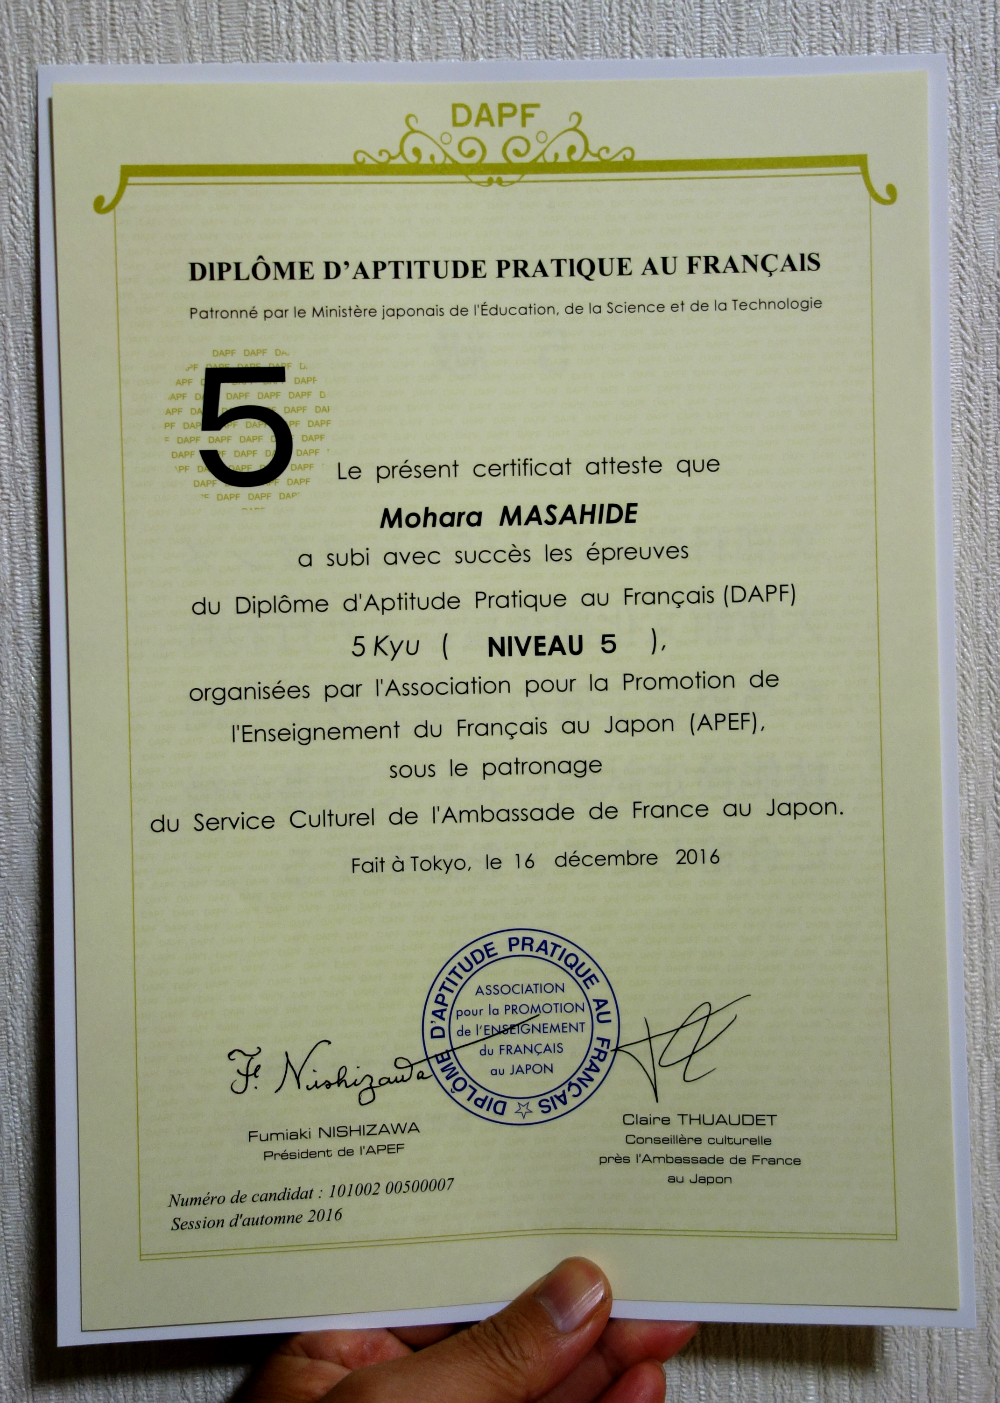 DAPF
DIPLÔME D'APTITUDE PRATIQUE AU FRANÇAIS
Patronné par le Ministère japonais de l'Éducation, de la Science et de la Technologie
5
Le présent certificat atteste que
Mohara MASAHIDE
a subi avec succès les épreuves
du Diplôme d'Aptitude Pratique au Français (DAPF)
5 Kyu ( NIVEAU 5 ),
organisées par l'Association pour la Promotion de
l'Enseignement du Français au Japon (APEF),
sous le patronage
du Service Culturel de l'Ambassade de France au Japon.
Fait à Tokyo, le 16 décembre 2016
DIPLÔME D'APTITUDE PRATIQUE AU FRANÇAIS
ASSOCIATION
pour la PROMOTION
de l'ENSEIGNEMENT
du FRANÇAIS
au JAPON
F. Nishizawa
Fumiaki NISHIZAWA
Président de l'APEF
Claire THUAUDET
Conseillère culturelle
près l'Ambassade de France
au Japon
Numéro de candidat : 101002 00500007
Session d'automne 2016